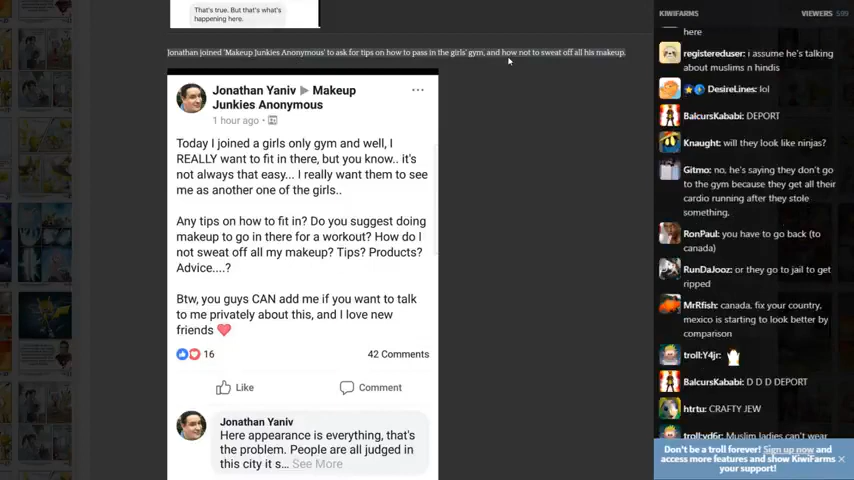 That's true. But that's what's
happening here.
Jonathan joined 'Makeup Junkies Anonymous' to ask for tips on how to pass in the girls' gym, and how not to sweat off all his makeup.
Jonathan Yaniv ▶ Makeup
Junkies Anonymous
1 hour ago ·
Today I joined a girls only gym and well, I
REALLY want to fit in there, but you know.. it's
not always that easy... I really want them to see
me as another one of the girls..
Any tips on how to fit in? Do you suggest doing
makeup to go in there for a workout? How do I
not sweat off all my makeup? Tips? Products?
Advice....?
Btw, you guys CAN add me if you want to talk
to me privately about this, and I love new
friends ❤
16
42 Comments
Like
Comment
Jonathan Yaniv
Here appearance is everything, that's
the problem. People are all judged in
this city it s... See More
KIWIFARMS
VIEWERS 599
here
registereduser: i assume he's talking
about muslims n hindis
DesireLines: lol
BalcursKababi: DEPORT
Knaught: will they look like ninjas?
Gitmo: no, he's saying they don't go
to the gym because they get all their
cardio running after they stole
something.
RonPaul: you have to go back (to
canada)
RunDaJooz: or they go to jail to get
ripped
MrRfish: canada, fix your country,
mexico is starting to look better by
comparison
troll:Y4jr:
BalcursKababi: D D D DEPORT
htrtu: CRAFTY JEW
troll:yd6r: Muslim ladies can't wear
Don't be a troll forever! Sign up now and
access more features and show KiwiFarms
your support!